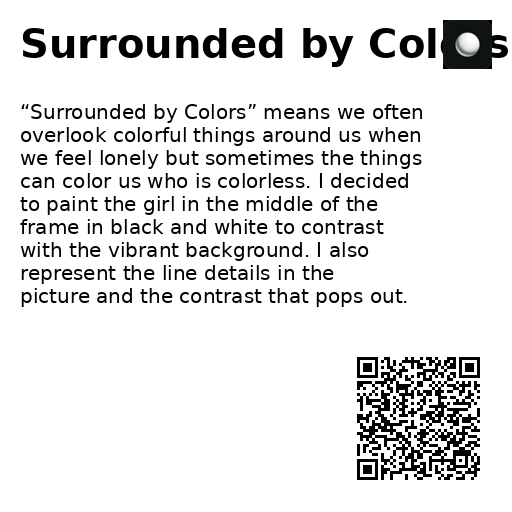 Surrounded by Colors
“Surrounded by Colors” means we often
overlook colorful things around us when
we feel lonely but sometimes the things
can color us who is colorless. I decided
to paint the girl in the middle of the
frame in black and white to contrast
with the vibrant background. I also
represent the line details in the
picture and the contrast that pops out.